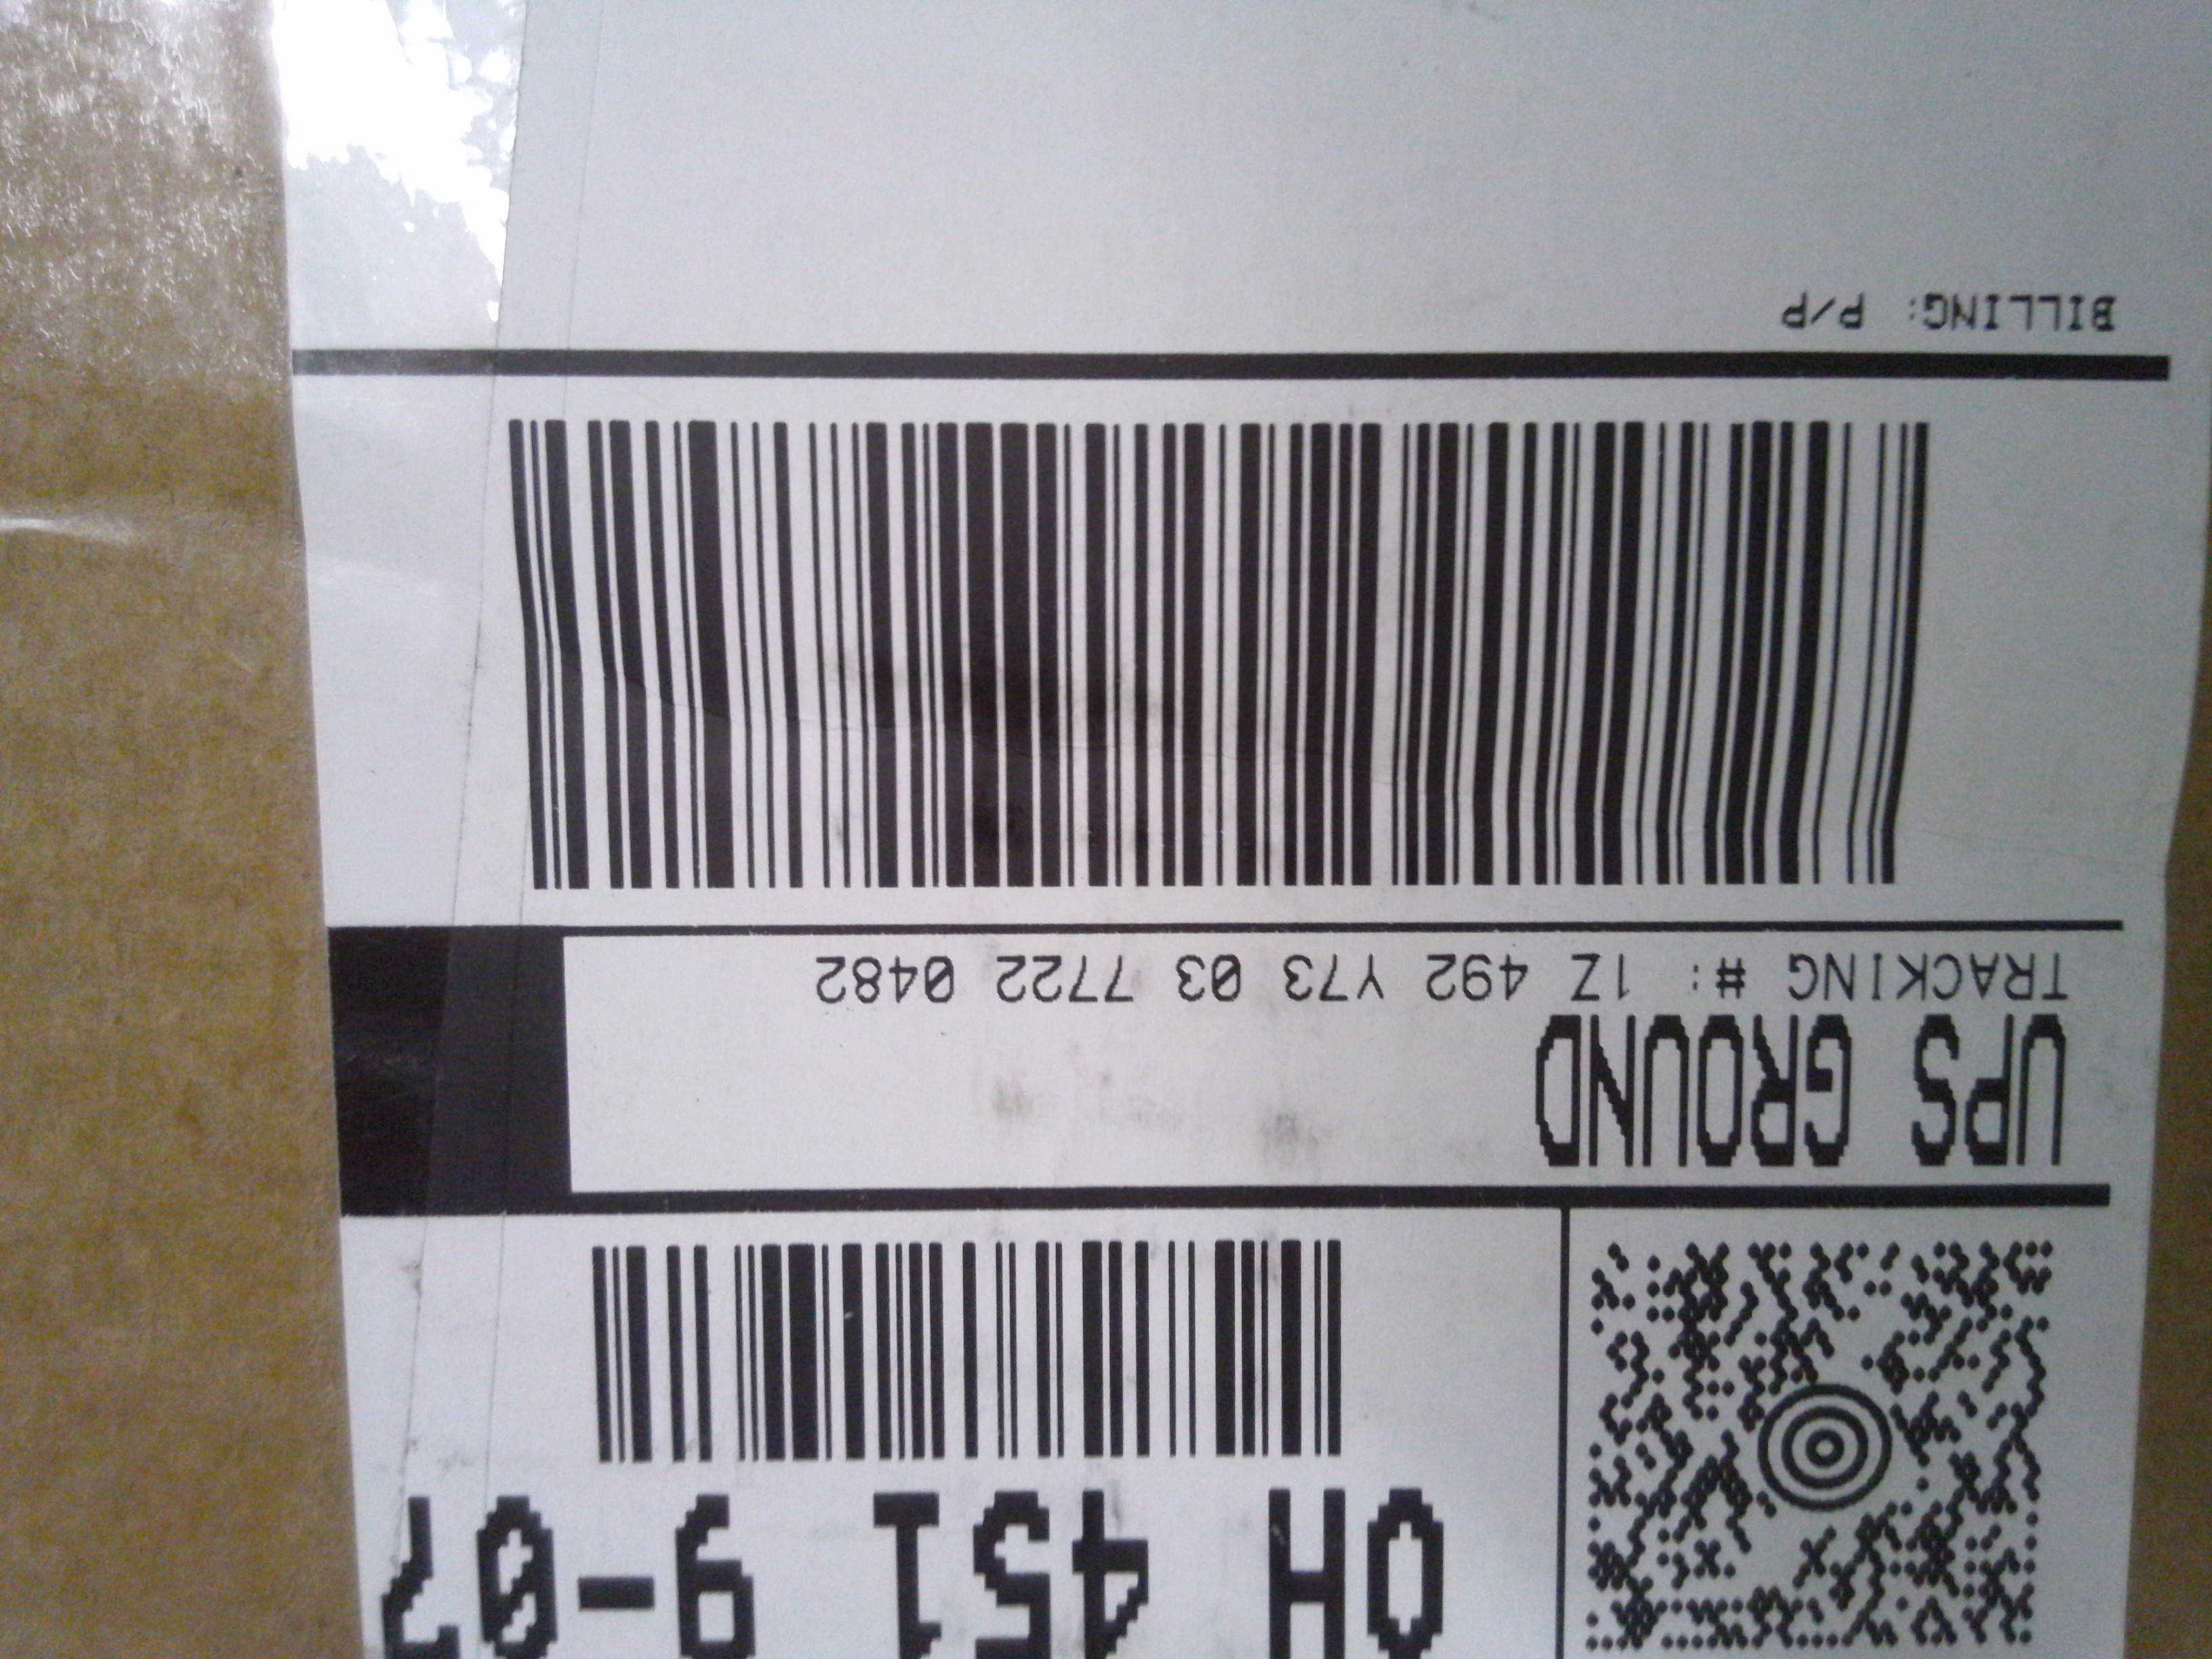 OH 451 9-07
UPS GROUND
TRACKING #: 1Z 492 Y73 03 7722 0482
BILLING: P/P